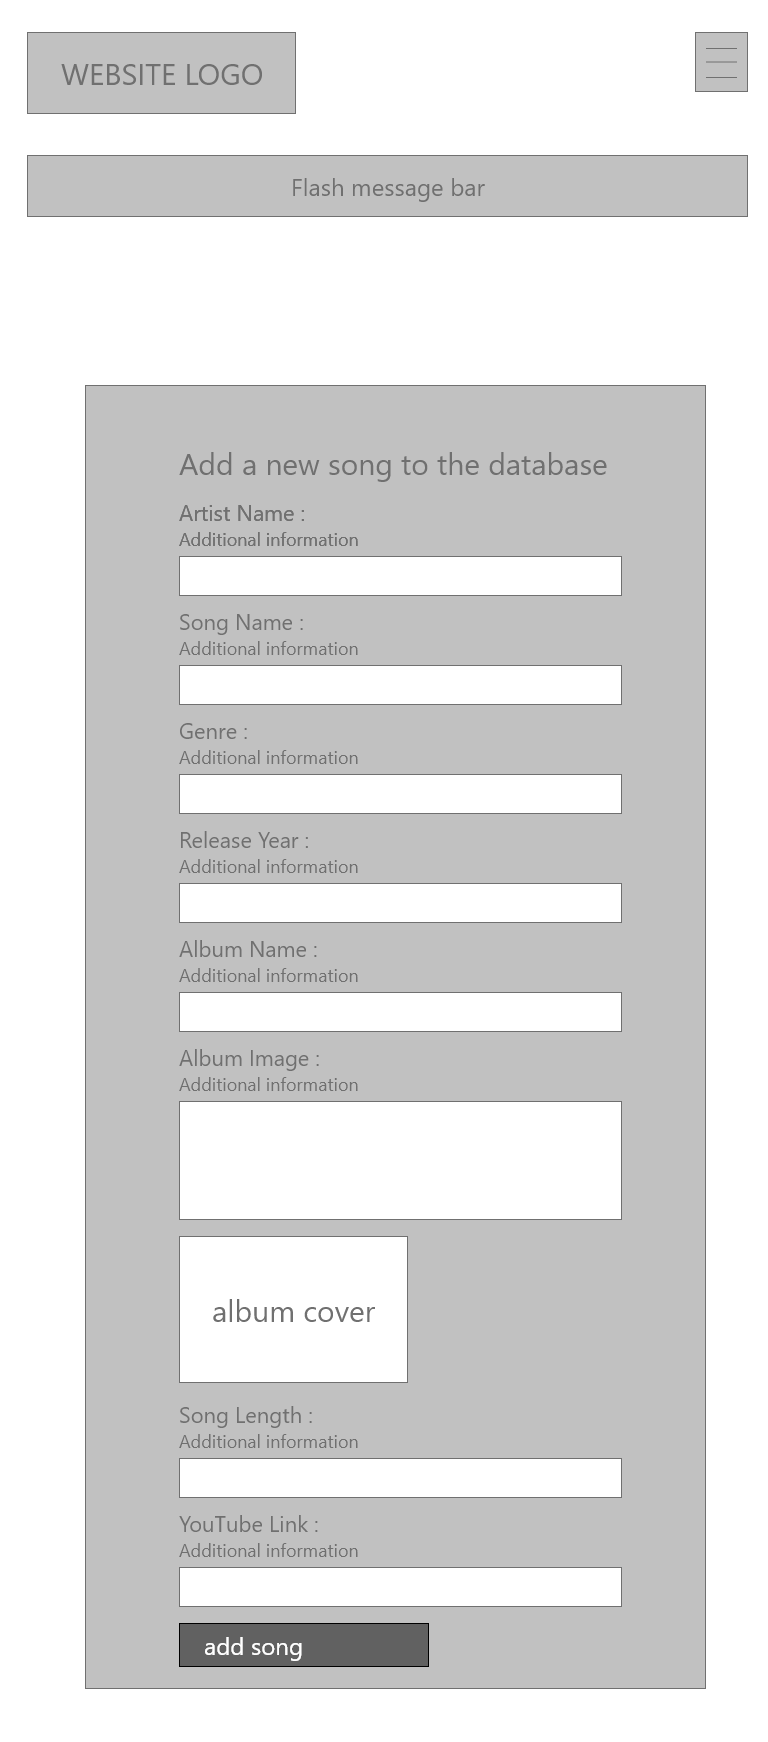 WEBSITE LOGO
Flash message bar
Add a new song to the database
Artist Name :
Additional information
Song Name :
Additional information
Genre :
Additional information
Release Year :
Additional information
Album Name :
Additional information
Album Image :
Additional information
album cover
Song Length :
Additional information
YouTube Link :
Additional information
add song